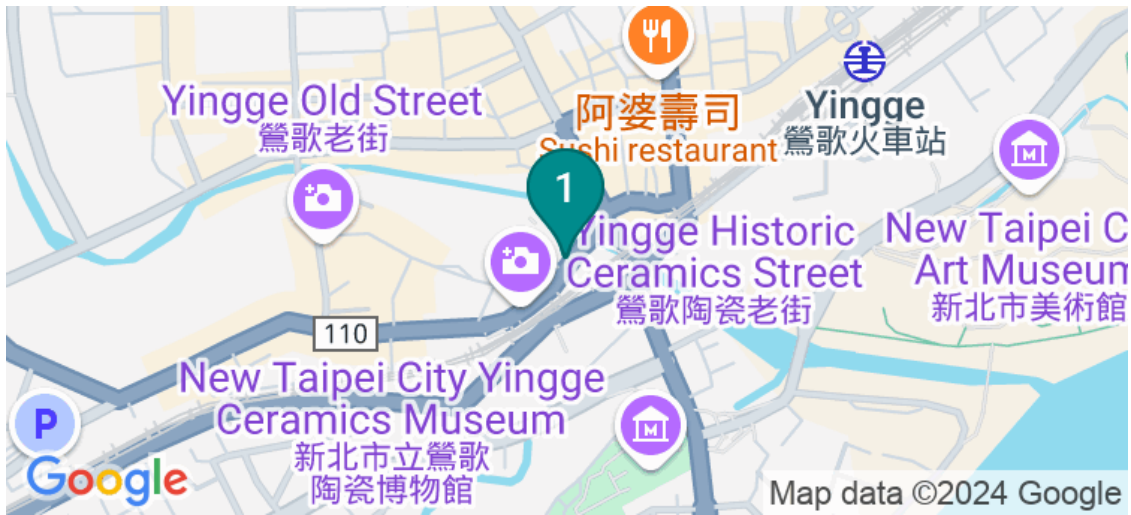 阿婆壽司
Sushi restaurant
Yingge
鶯歌火車站
M
Yingge Old Street
鶯歌老街
1
Yingge Historic
Ceramics Street
鶯歌陶瓷老街
New Taipei C
Art Museum
新北市美術館
110
New Taipei City Yingge
Ceramics Museum
新北市立鶯歌
陶瓷博物館
M
P
Google
Map data ©2024 Google